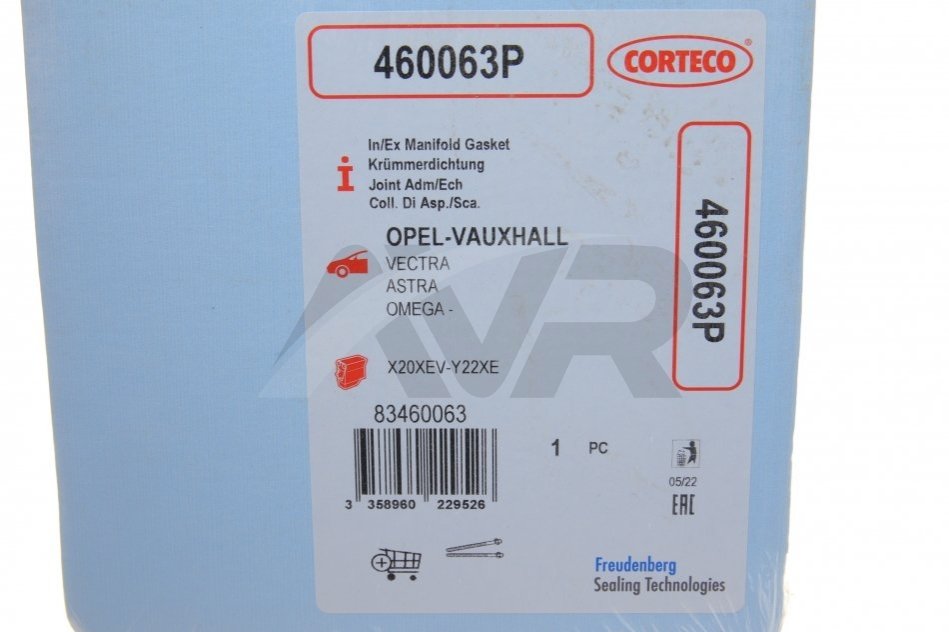 460063P
CORTECO®
In/Ex Manifold Gasket
Krümmerdichtung
Joint Adm/Ech
Coll. Di Asp./Sca.
460063P
OPEL-VAUXHALL
VECTRA
ASTRA
OMEGA -
AVR
X20XEV-Y22XE
83460063
1 PC
3 358960 229526
05/22
EAC
Freudenberg
Sealing Technologies